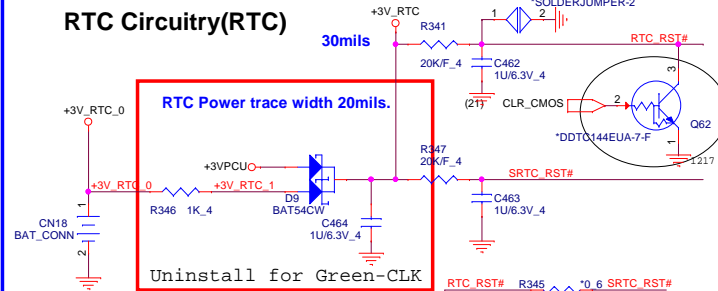 *SOLDERJUMPER-2
RTC Circuitry(RTC)
+3V_RTC
1
2
30mils
R341
20K/F_4
RTC_RST#
C462
1U/6.3V_4
3
(21)
CLR_CMOS
2
Q62
*DDTC144EUA-7-F
1
1217
RTC Power trace width 20mils.
+3V_RTC_0
+3VPCU
R347
20K/F_4
SRTC_RST#
+3V_RTC_0
+3V_RTC_1
R346
1K_4
D9
BAT54CW
C463
1U/6.3V_4
C464
1U/6.3V_4
1
CN18
BAT_CONN
2
Uninstall for Green-CLK
RTC_RST#
R345
*0_6
SRTC_RST#